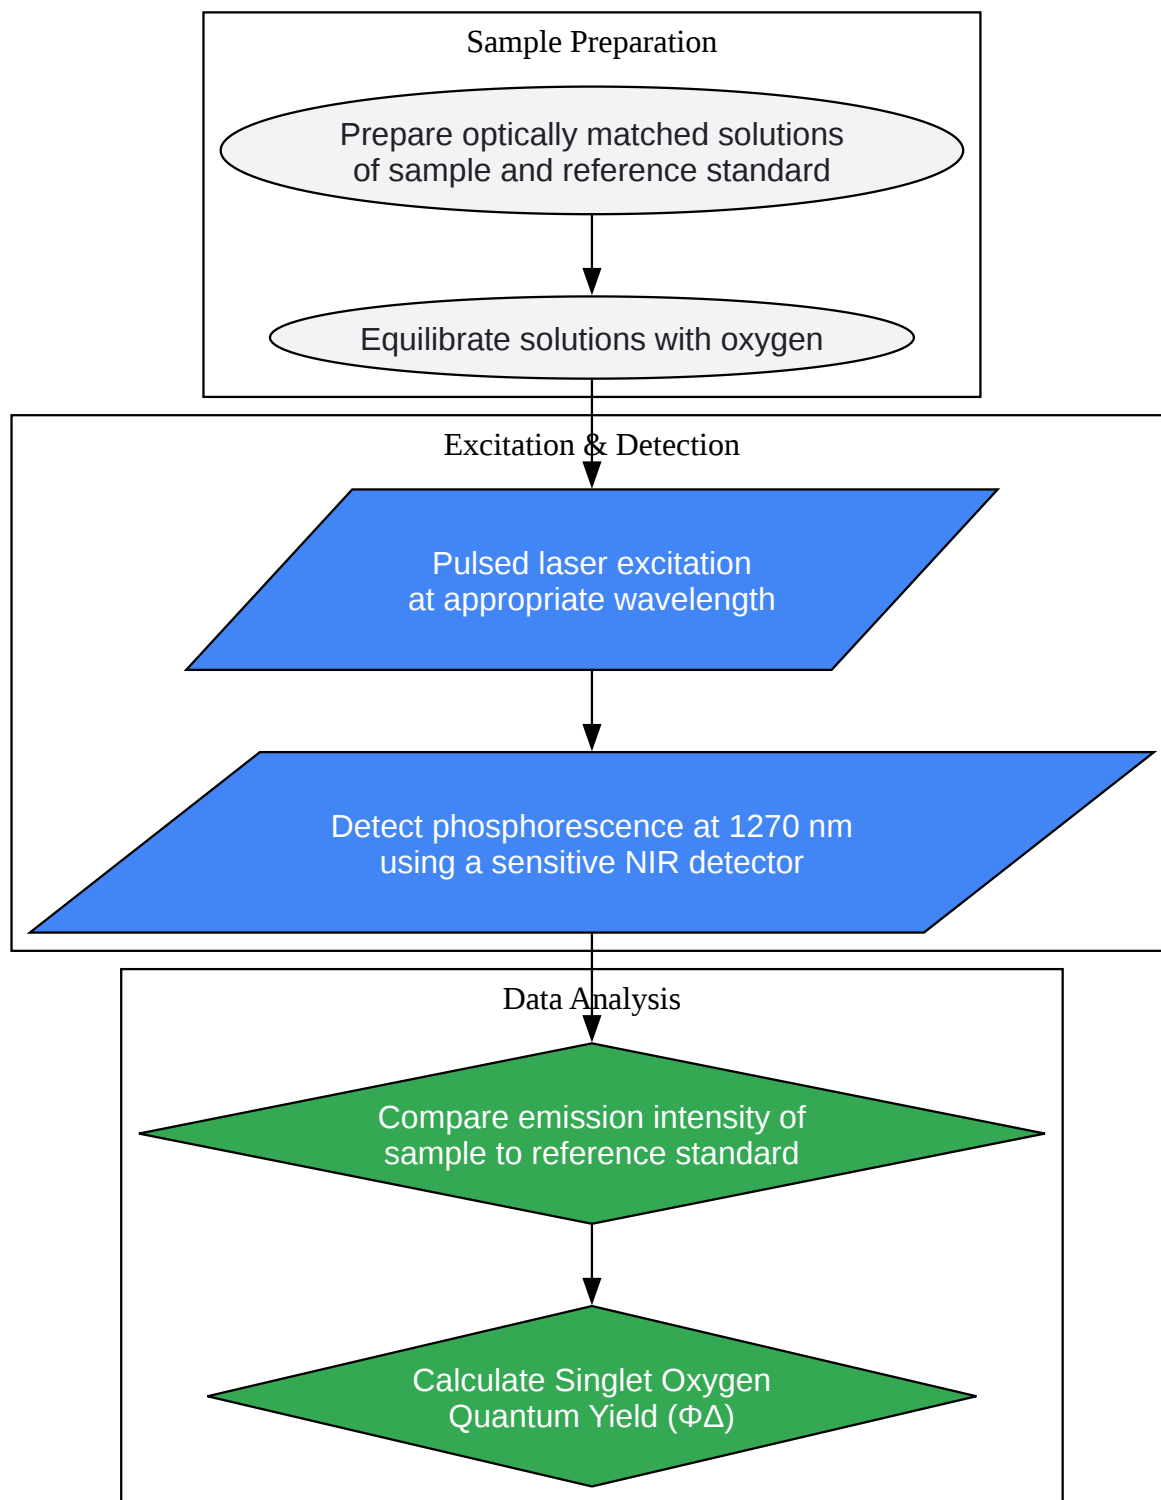 Sample Preparation
Prepare optically matched solutions
of sample and reference standard
Equilibrate solutions with oxygen
Excitation & Detection
Pulsed laser excitation
at appropriate wavelength
Detect phosphorescence at 1270 nm
using a sensitive NIR detector
Data Analysis
Compare emission intensity of
sample to reference standard
Calculate Singlet Oxygen
Quantum Yield (ΦΔ)